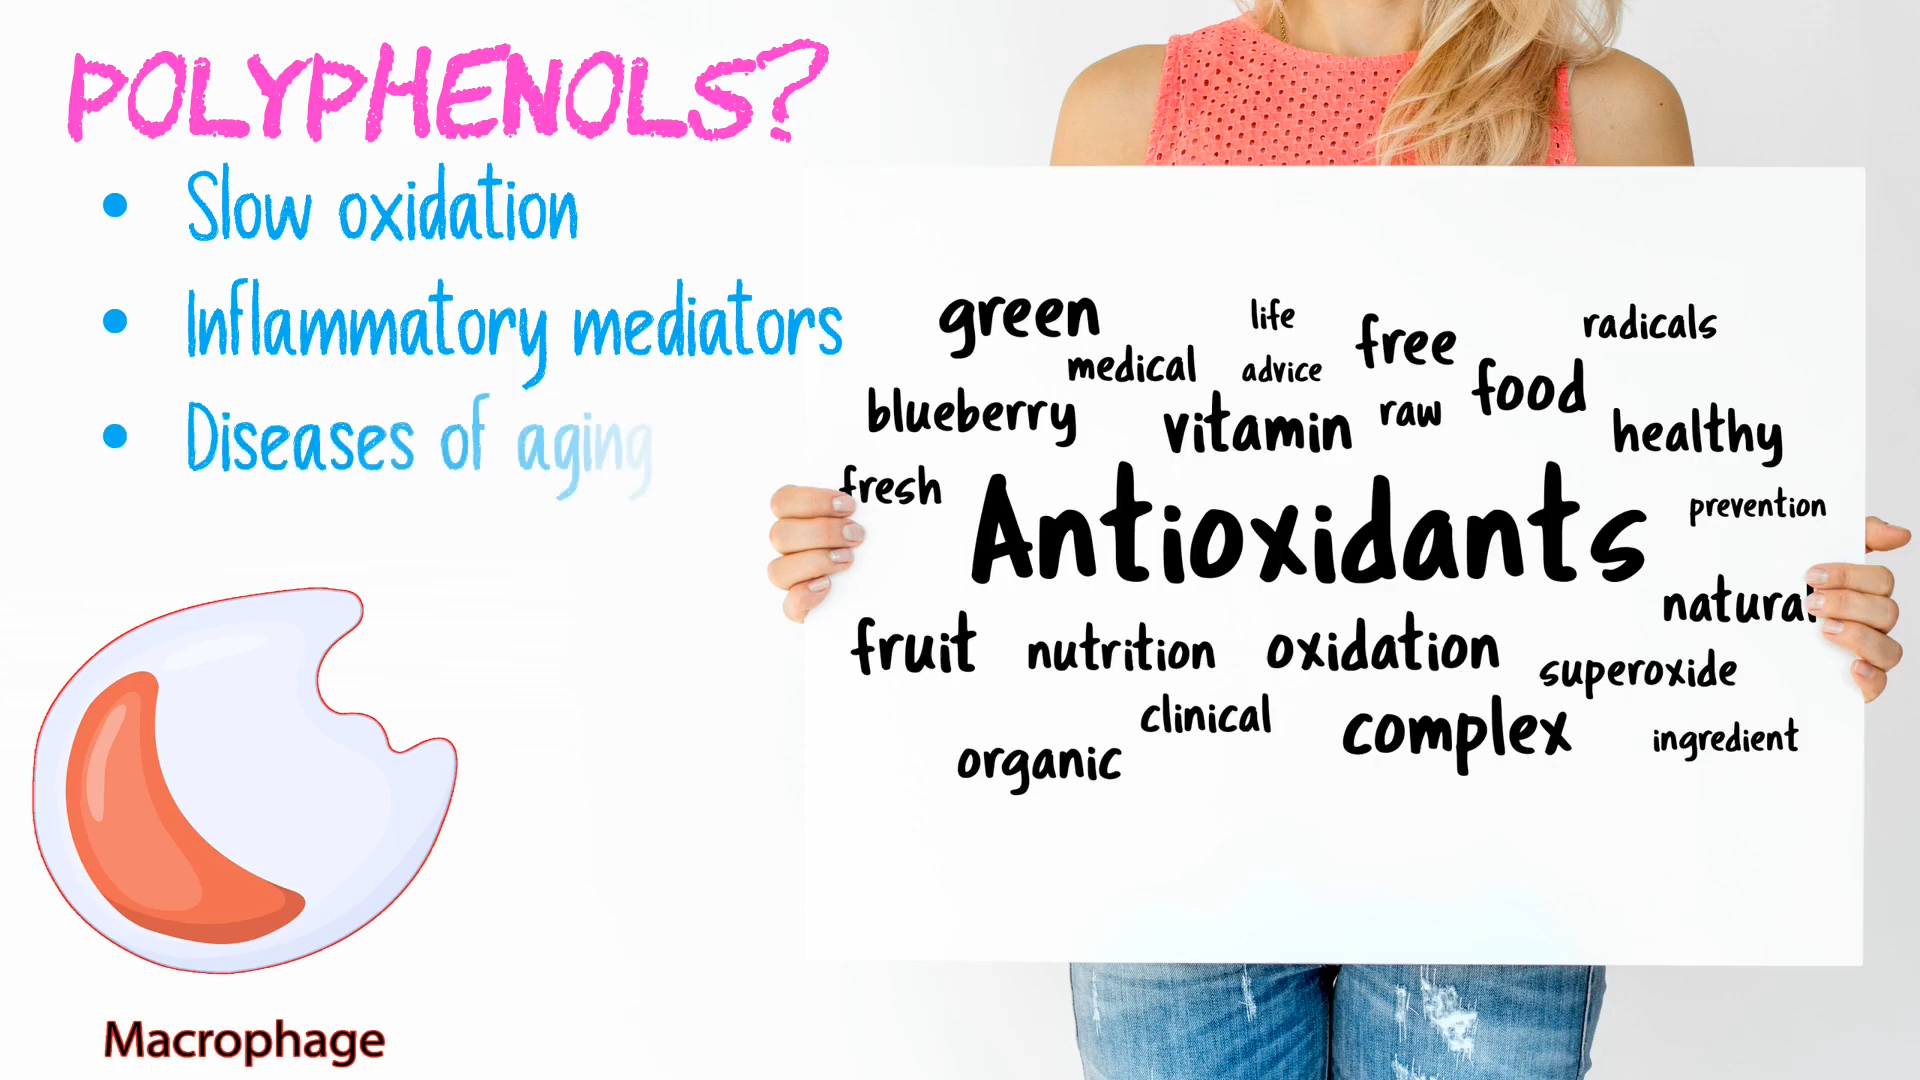 POLYPHENOLS?
• Slow oxidation
• Inflammatory mediators
• Diseases of aging
Macrophage
green life free radicals
medical advice food
blueberry vitamin raw healthy
fresh Antioxidants prevention
natural
fruit nutrition oxidation superoxide
clinical complex ingredient
organic